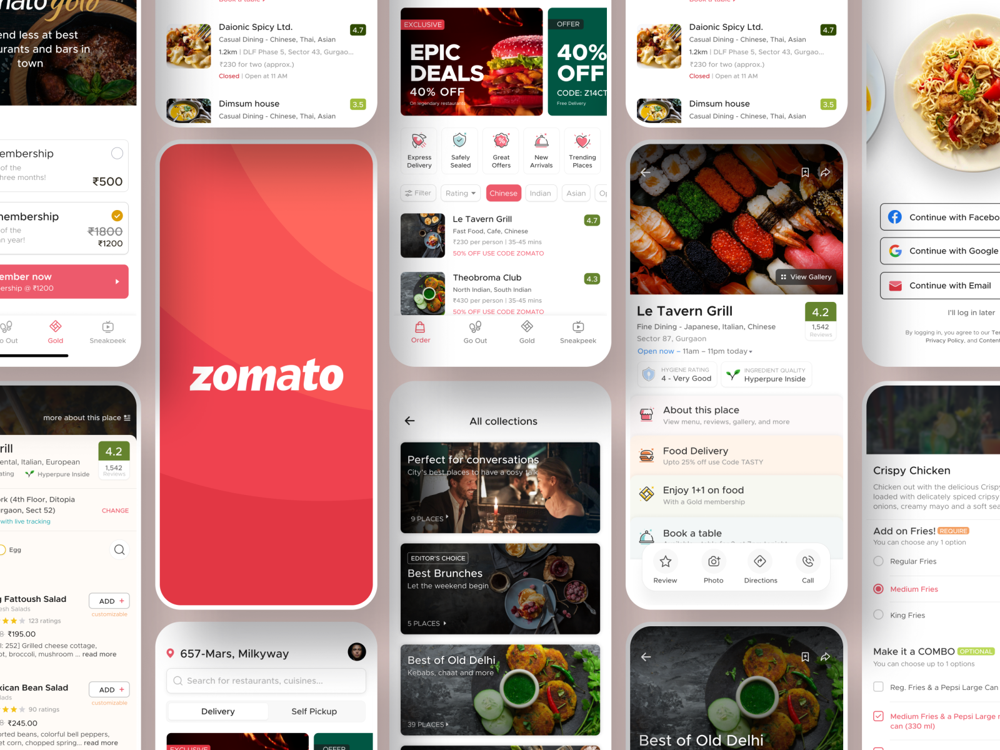 nato gold
end less at best
urants and bars in
town
embership
of the
hree months!
₹500
nembership
of the
n year!
₹1800
₹1200
ember now
ership @ ₹1200
o Out
Gold
Sneakpeek
more about this place
rill
4.2
ental, Italian, European
1,542
Reviews
ating
Hyperpure Inside
rk (4th Floor, Ditopia
rgaon, Sect 52)
CHANGE
with live tracking
Egg
g Fattoush Salad
ADD +
esh Salads
customizable
123 ratings
₹195.00
l: 252] Grilled cheese cottage,
ot, broccoli, mushroom ... read more
xican Bean Salad
ADD +
lads
customizable
90 ratings
₹245.00
orted beans, colorful bell peppers,
et corn, chopped spring... read more
Book a table
Daionic Spicy Ltd.
4.7
Casual Dining - Chinese, Thai, Asian
1.2km | DLF Phase 5, Sector 43, Gurgao...
₹230 for two (approx.)
Closed | Open at 11 AM
Dimsum house
3.5
Casual Dining - Chinese, Thai, Asian
zomato
657-Mars, Milkyway
Search for restaurants, cuisines...
Delivery
Self Pickup
EXCLUSIVE
OFFER
EXCLUSIVE
EPIC
DEALS
40% OFF
On legendary restaurants
OFFER
40%
OFF
CODE: Z14CT
Free Delivery
Express
Delivery
Safely
Sealed
Great
Offers
New
Arrivals
Trending
Places
Filter
Rating
Chinese
Indian
Asian
Le Tavern Grill
4.7
Fast Food, Cafe, Chinese
₹230 per person | 35-45 mins
50% OFF USE CODE ZOMATO
Theobroma Club
4.3
North Indian, South Indian
₹430 per person | 35-45 mins
50% OFF USE CODE ZOMATO
Order
Go Out
Gold
Sneakpeek
All collections
Perfect for conversations
City's best places to have a cosy talk
9 PLACES
EDITOR'S CHOICE
Best Brunches
Let the weekend begin
5 PLACES
Best of Old Delhi
Kebabs, chaat and more
39 PLACES
Book a table
Daionic Spicy Ltd.
4.7
Casual Dining - Chinese, Thai, Asian
1.2km | DLF Phase 5, Sector 43, Gurgao...
₹230 for two (approx.)
Closed | Open at 11 AM
Dimsum house
3.5
Casual Dining - Chinese, Thai, Asian
View Gallery
Le Tavern Grill
4.2
Fine Dining - Japanese, Italian, Chinese
1,542
Reviews
Sector 87, Gurgaon
Open now – 11am – 11pm today
HYGIENE RATING
4 - Very Good
INGREDIENT QUALITY
Hyperpure Inside
About this place
View menu, reviews, gallery, and more
Food Delivery
Upto 25% off use Code TASTY
Enjoy 1+1 on food
With a Gold membership
Book a table
Review
Photo
Directions
Call
Best of Old Delhi
Continue with Facebo
Continue with Google
Continue with Email
I'll log in later
By logging in, you agree to our Ter
Privacy Policy, and Content
Crispy Chicken
Chicken out with the delicious Crispy
loaded with delicately spiced cripsy
onions, creamy mayo and a soft sea
Add on Fries! REQUIRE
You can choose any 1 option
Regular Fries
Medium Fries
King Fries
Make it a COMBO OPTIONAL
You can choose up to 1 options
Reg. Fries & a Pepsi Large Can
Medium Fries & a Pepsi Large
can (330 ml)